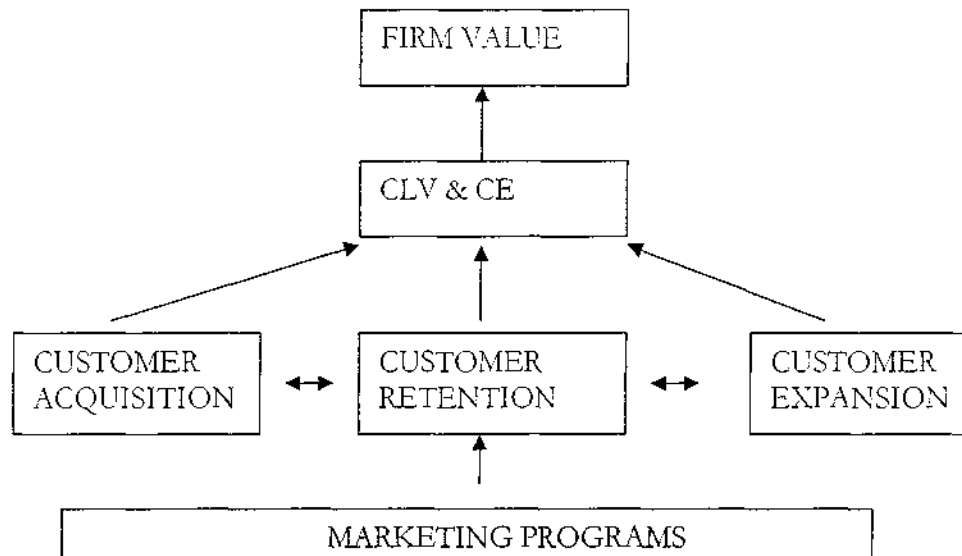 FIRM VALUE
CLV & CE
CUSTOMER
ACQUISITION
CUSTOMER
RETENTION
CUSTOMER
EXPANSION
MARKETING PROGRAMS